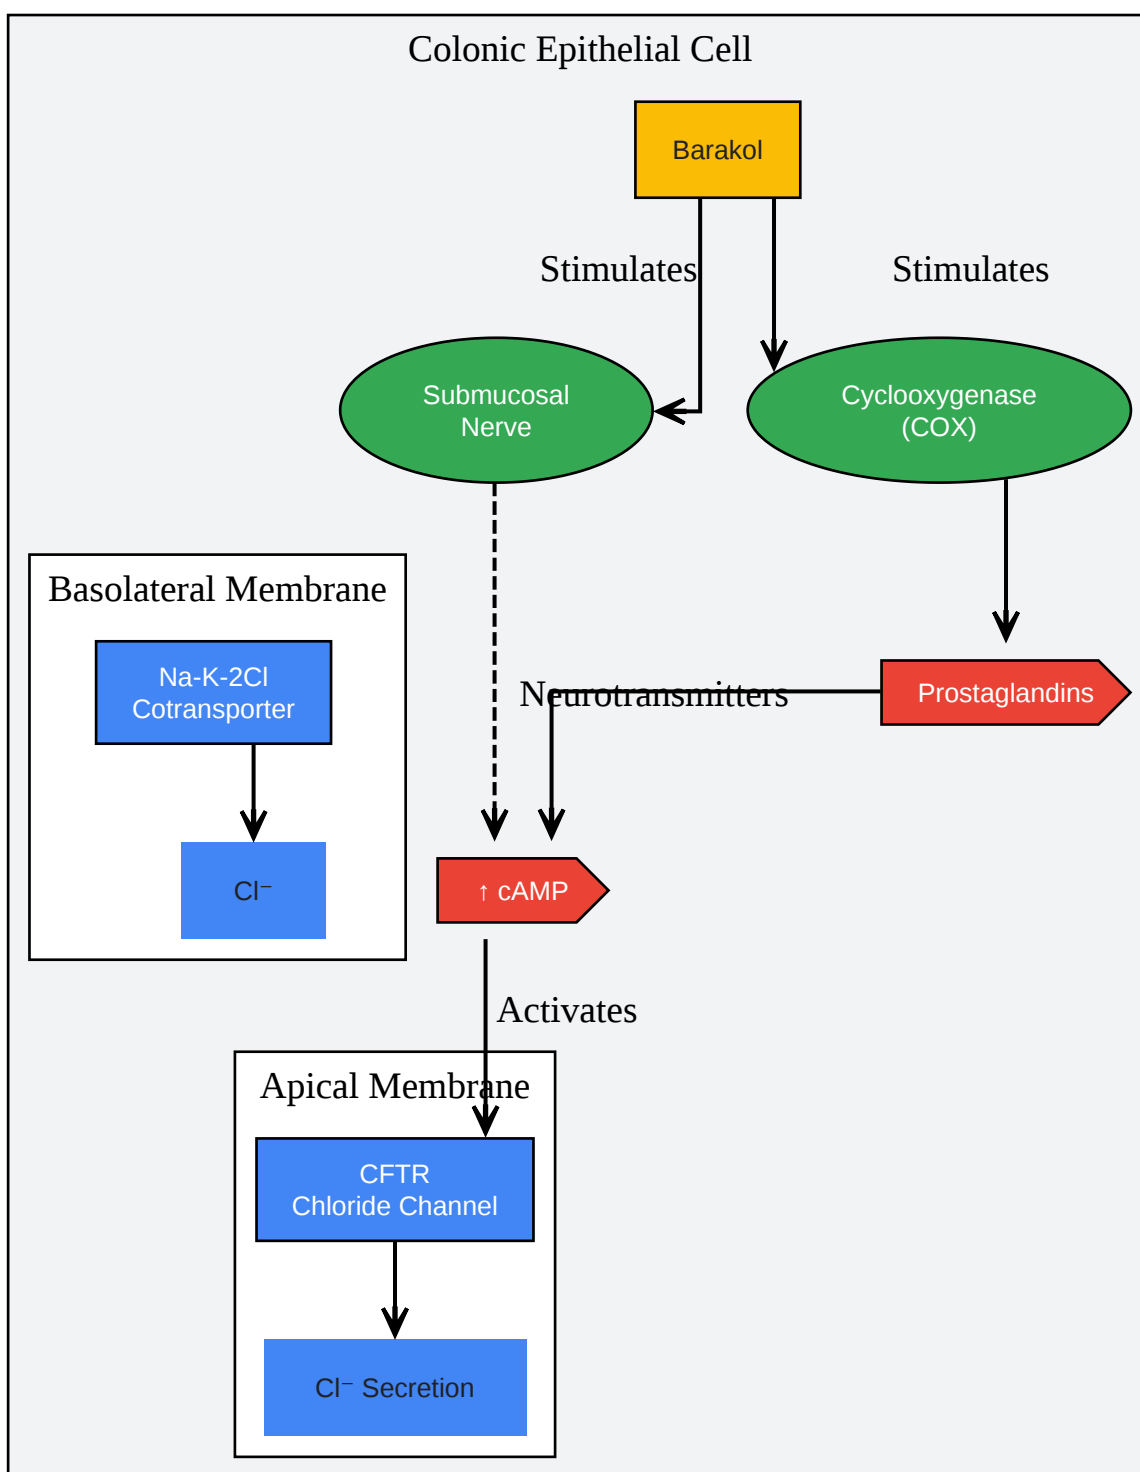 Colonic Epithelial Cell
Barakol
Stimulates
Stimulates
Submucosal
Nerve
Cyclooxygenase
(COX)
Basolateral Membrane
Na-K-2Cl
Cotransporter
Neurotransmitters
Prostaglandins
Cl⁻
↑ cAMP
Activates
Apical Membrane
CFTR
Chloride Channel
Cl⁻ Secretion